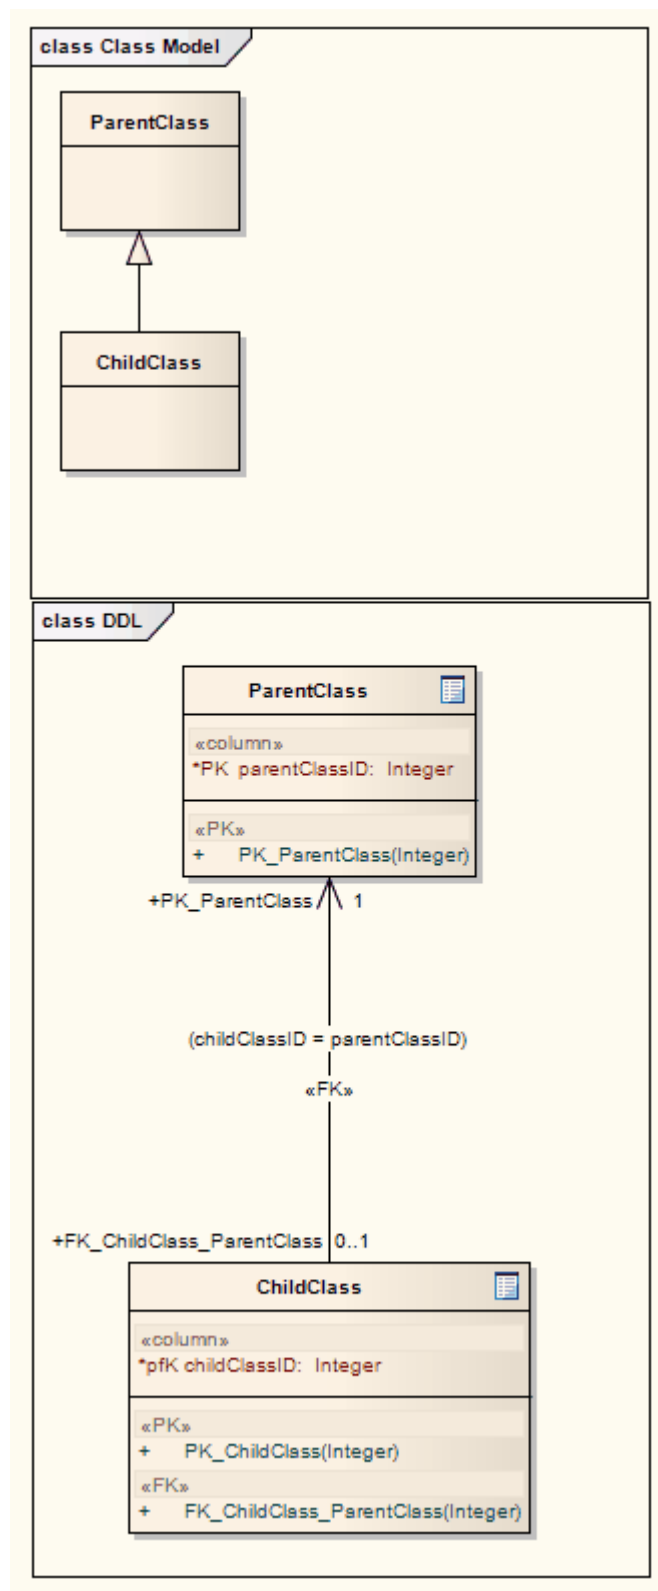 class Class Model
ParentClass
ChildClass
class DDL
ParentClass
«column»
*PK parentClassID: Integer
«PK»
+ PK_ParentClass(Integer)
+PK_ParentClass 1
(childClassID = parentClassID)
«FK»
+FK_ChildClass_ParentClass 0..1
ChildClass
«column»
*pfK childClassID: Integer
«PK»
+ PK_ChildClass(Integer)
«FK»
+ FK_ChildClass_ParentClass(Integer)